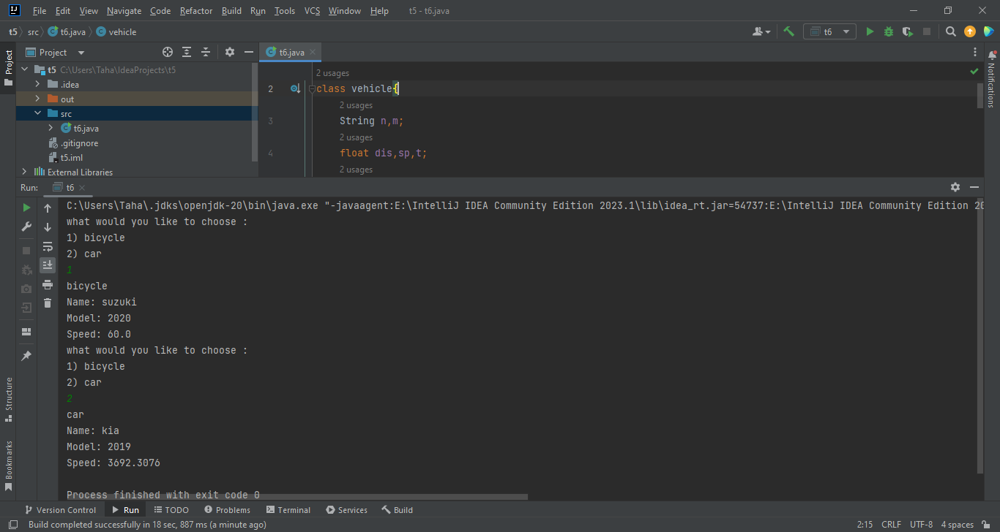 File Edit View Navigate Code Refactor Build Run Tools VCS Window Help t5 - t6.java
t5 src t6.java vehicle
t6
Project
Project
t5 C:\Users\Taha\IdeaProjects\t5
.idea
out
src
t6.java
.gitignore
t5.iml
External Libraries
t6.java
2 usages
2 class vehicle{
2 usages
3 String n,m;
2 usages
4 float dis,sp,t;
2 usages
Notifications
Run: t6
C:\Users\Taha\.jdks\openjdk-20\bin\java.exe "-javaagent:E:\IntelliJ IDEA Community Edition 2023.1\lib\idea_rt.jar=54737:E:\IntelliJ IDEA Community Edition 20
what would you like to choose :
1) bicycle
2) car
1
bicycle
Name: suzuki
Model: 2020
Speed: 60.0
what would you like to choose :
1) bicycle
2) car
2
car
Name: kia
Model: 2019
Speed: 3692.3076
Process finished with exit code 0
Structure
Bookmarks
Version Control Run TODO Problems Terminal Services Build
Build completed successfully in 18 sec, 887 ms (a minute ago) 2:15 CRLF UTF-8 4 spaces